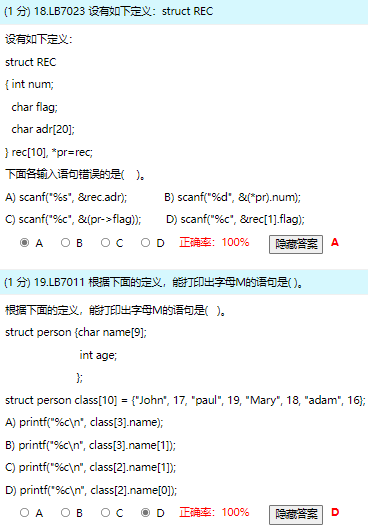 (1 分) 18.LB7023 设有如下定义：struct REC
设有如下定义：
struct REC
{ int num;
char flag;
char adr[20];
} rec[10], *pr=rec;
下面各输入语句错误的是(    )。
A) scanf("%s", &rec.adr);    B) scanf("%d", &(*pr).num);
C) scanf("%c", &(pr->flag));    D) scanf("%c", &rec[1].flag);
A    B    C    D    正确率：100%    隐藏答案    A
(1 分) 19.LB7011 根据下面的定义，能打印出字母M的语句是( )。
根据下面的定义，能打印出字母M的语句是(    )。
struct person {char name[9];
int age;
};
struct person class[10] = {"John", 17, "paul", 19, "Mary", 18, "adam", 16};
A) printf("%c\n", class[3].name);
B) printf("%c\n", class[3].name[1]);
C) printf("%c\n", class[2].name[1]);
D) printf("%c\n", class[2].name[0]);
A    B    C    D    正确率：100%    隐藏答案    D